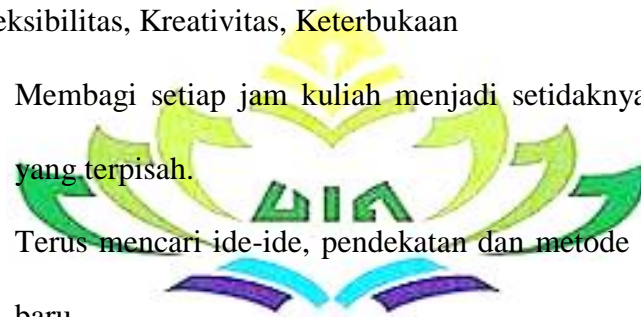 eksibilitas, Kreativitas, Keterbukaan
Membagi setiap jam kuliah menjadi setidaknya
yang terpisah.
UIN
Terus mencari ide-ide, pendekatan dan metode
baru